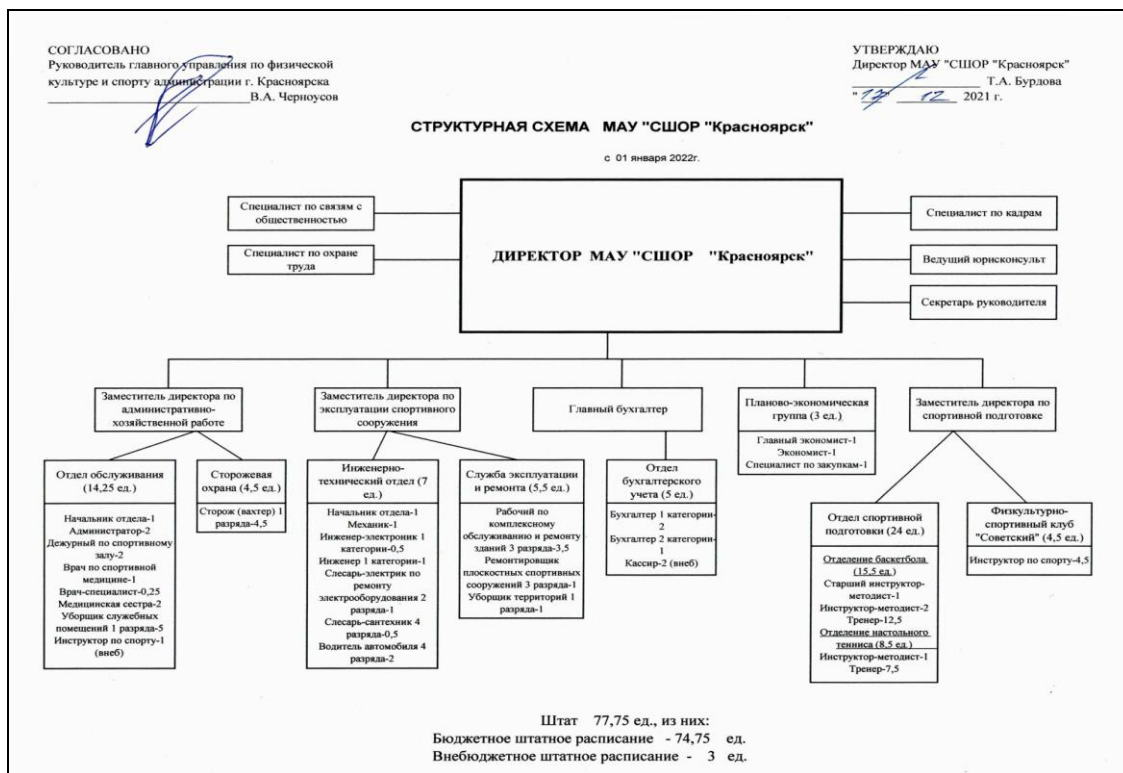 СОГЛАСОВАНО
Руководитель главного управления по физической
культуре и спорту администрации г. Красноярска
В.А. Черноусов
УТВЕРЖДАЮ
Директор МАУ "СШОР "Красноярск"
Т.А. Бурдова
"17" 12 2021 г.
СТРУКТУРНАЯ СХЕМА МАУ "СШОР "Красноярск"
с 01 января 2022г.
Специалист по связям с
общественностью
Специалист по охране
труда
ДИРЕКТОР МАУ "СШОР "Красноярск"
Специалист по кадрам
Ведущий юрисконсульт
Секретарь руководителя
Заместитель директора по
административно-
хозяйственной работе
Заместитель директора по
эксплуатации спортивного
сооружения
Главный бухгалтер
Планово-экономическая
группа (3 ед.)
Главный экономист-1
Экономист-1
Специалист по закупкам-1
Заместитель директора по
спортивной подготовке
Отдел обслуживания
(14,25 ед.)
Начальник отдела-1
Администратор-2
Дежурный по спортивному
залу-2
Врач по спортивной
медицине-1
Врач-специалист-0,25
Медицинская сестра-2
Уборщик служебных
помещений 1 разряда-5
Инструктор по спорту-1
(внеб)
Сторожевая
охрана (4,5 ед.)
Сторож (вахтер) 1
разряда-4,5
Инженерно-
технический отдел (7
ед.)
Начальник отдела-1
Механик-1
Инженер-электроник 1
категории-0,5
Инженер 1 категории-1
Слесарь-электрик по
ремонту
электрооборудования 2
разряда-1
Слесарь-сантехник 4
разряда-0,5
Водитель автомобиля 4
разряда-2
Служба эксплуатации
и ремонта (5,5 ед.)
Рабочий по
комплексному
обслуживанию и ремонту
зданий 3 разряда-3,5
Ремонтировщик
плоскостных спортивных
сооружений 3 разряда-1
Уборщик территорий 1
разряда-1
Отдел
бухгалтерского
учета (5 ед.)
Бухгалтер 1 категории-
2
Бухгалтер 2 категории-
1
Кассир-2 (внеб)
Отдел спортивной
подготовки (24 ед.)
Отделение баскетбола
(15,5 ед.)
Старший инструктор-
методист-1
Инструктор-методист-2
Тренер-12,5
Отделение настольного
тенниса (8,5 ед.)
Инструктор-методист-1
Тренер-7,5
Физкультурно-
спортивный клуб
"Советский" (4,5 ед.)
Инструктор по спорту-4,5
Штат 77,75 ед., из них:
Бюджетное штатное расписание - 74,75 ед.
Внебюджетное штатное расписание - 3 ед.